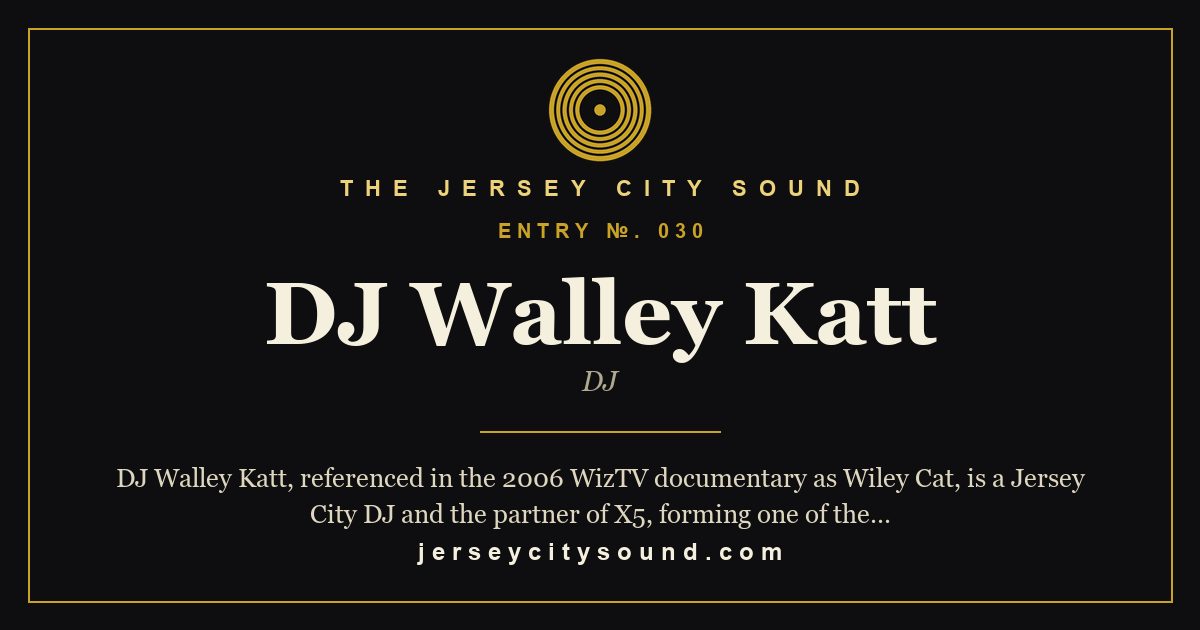 THE JERSEY CITY SOUND
ENTRY №. 030
DJ Walley Katt
DJ
DJ Walley Katt, referenced in the 2006 WizTV documentary as Wiley Cat, is a Jersey
City DJ and the partner of X5, forming one of the...
jerseycitysound.com